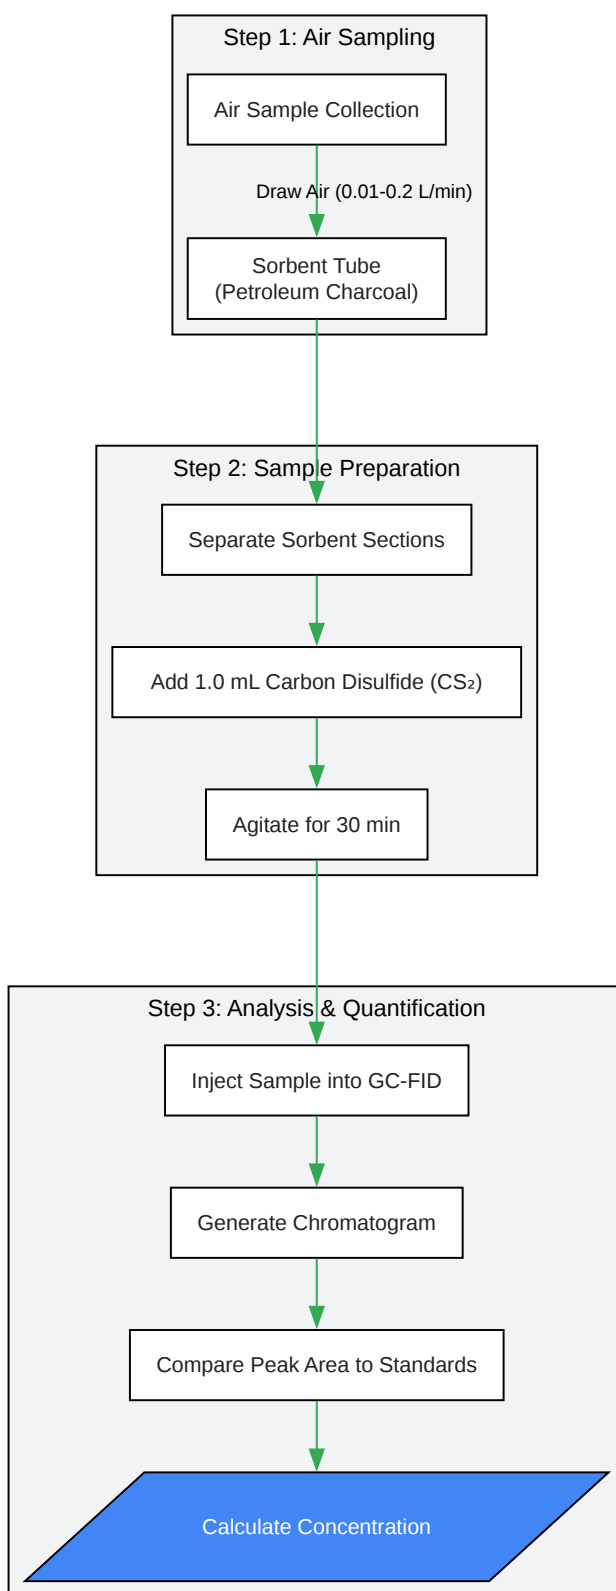 Step 1: Air Sampling
Air Sample Collection
Draw Air (0.01-0.2 L/min)
Sorbent Tube
(Petroleum Charcoal)
Step 2: Sample Preparation
Separate Sorbent Sections
Add 1.0 mL Carbon Disulfide (CS₂)
Agitate for 30 min
Step 3: Analysis & Quantification
Inject Sample into GC-FID
Generate Chromatogram
Compare Peak Area to Standards
Calculate Concentration